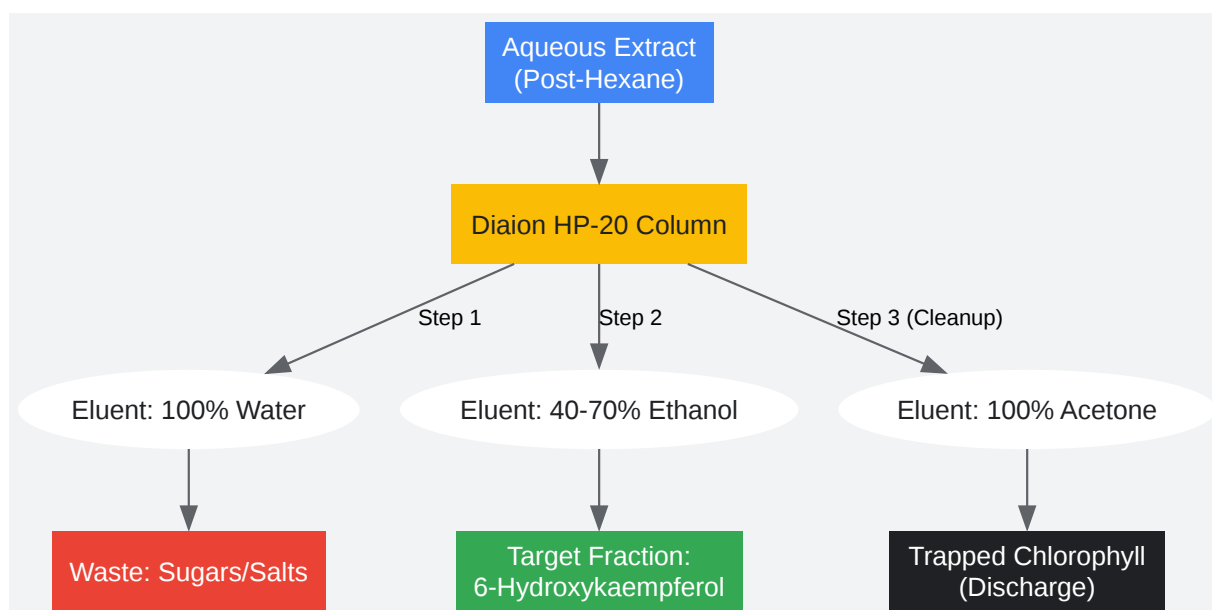 Aqueous Extract
(Post-Hexane)
Diaion HP-20 Column
Step 1
Step 2
Step 3 (Cleanup)
Eluent: 100% Water
Eluent: 40-70% Ethanol
Eluent: 100% Acetone
Waste: Sugars/Salts
Target Fraction:
6-Hydroxykaempferol
Trapped Chlorophyll
(Discharge)